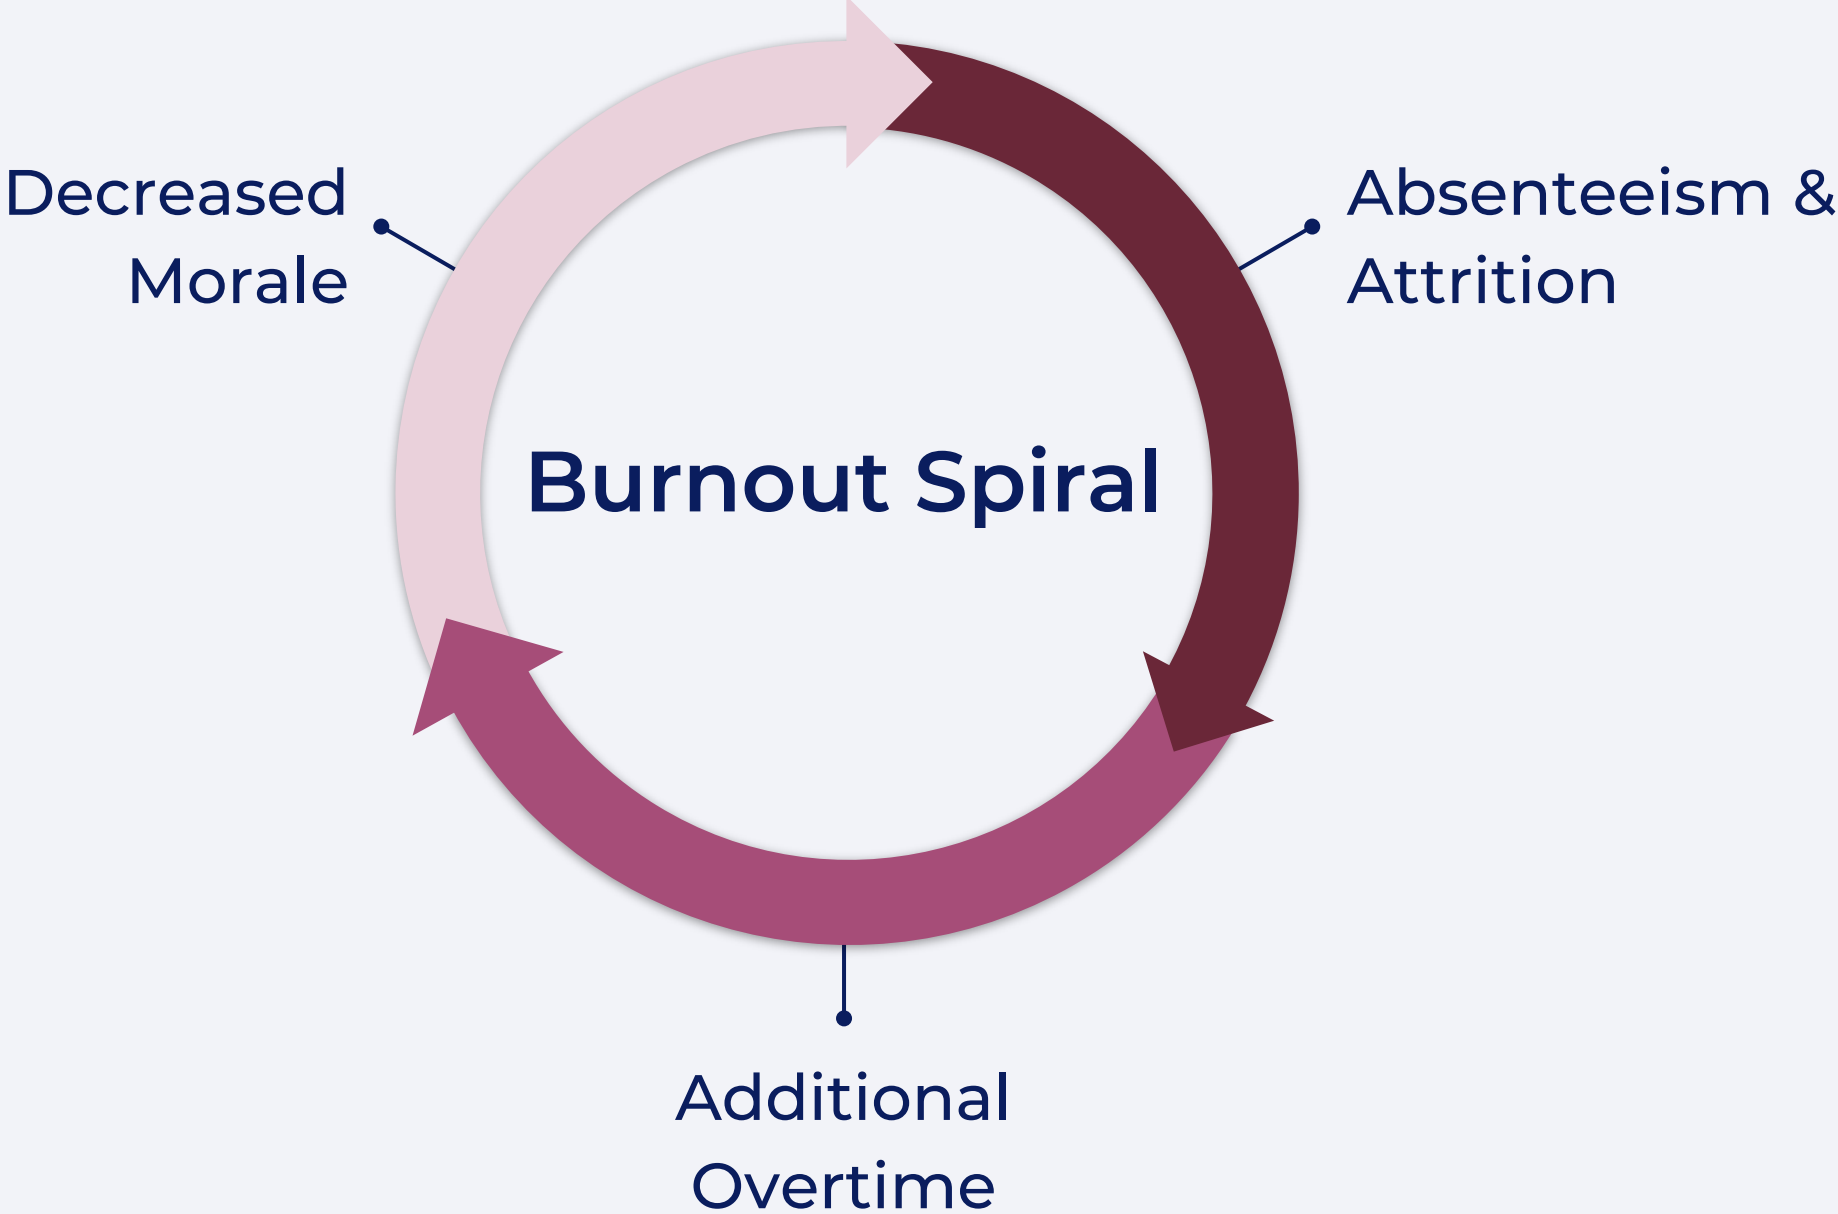 Decreased
Morale
Absenteeism &
Attrition
Burnout Spiral
Additional
Overtime